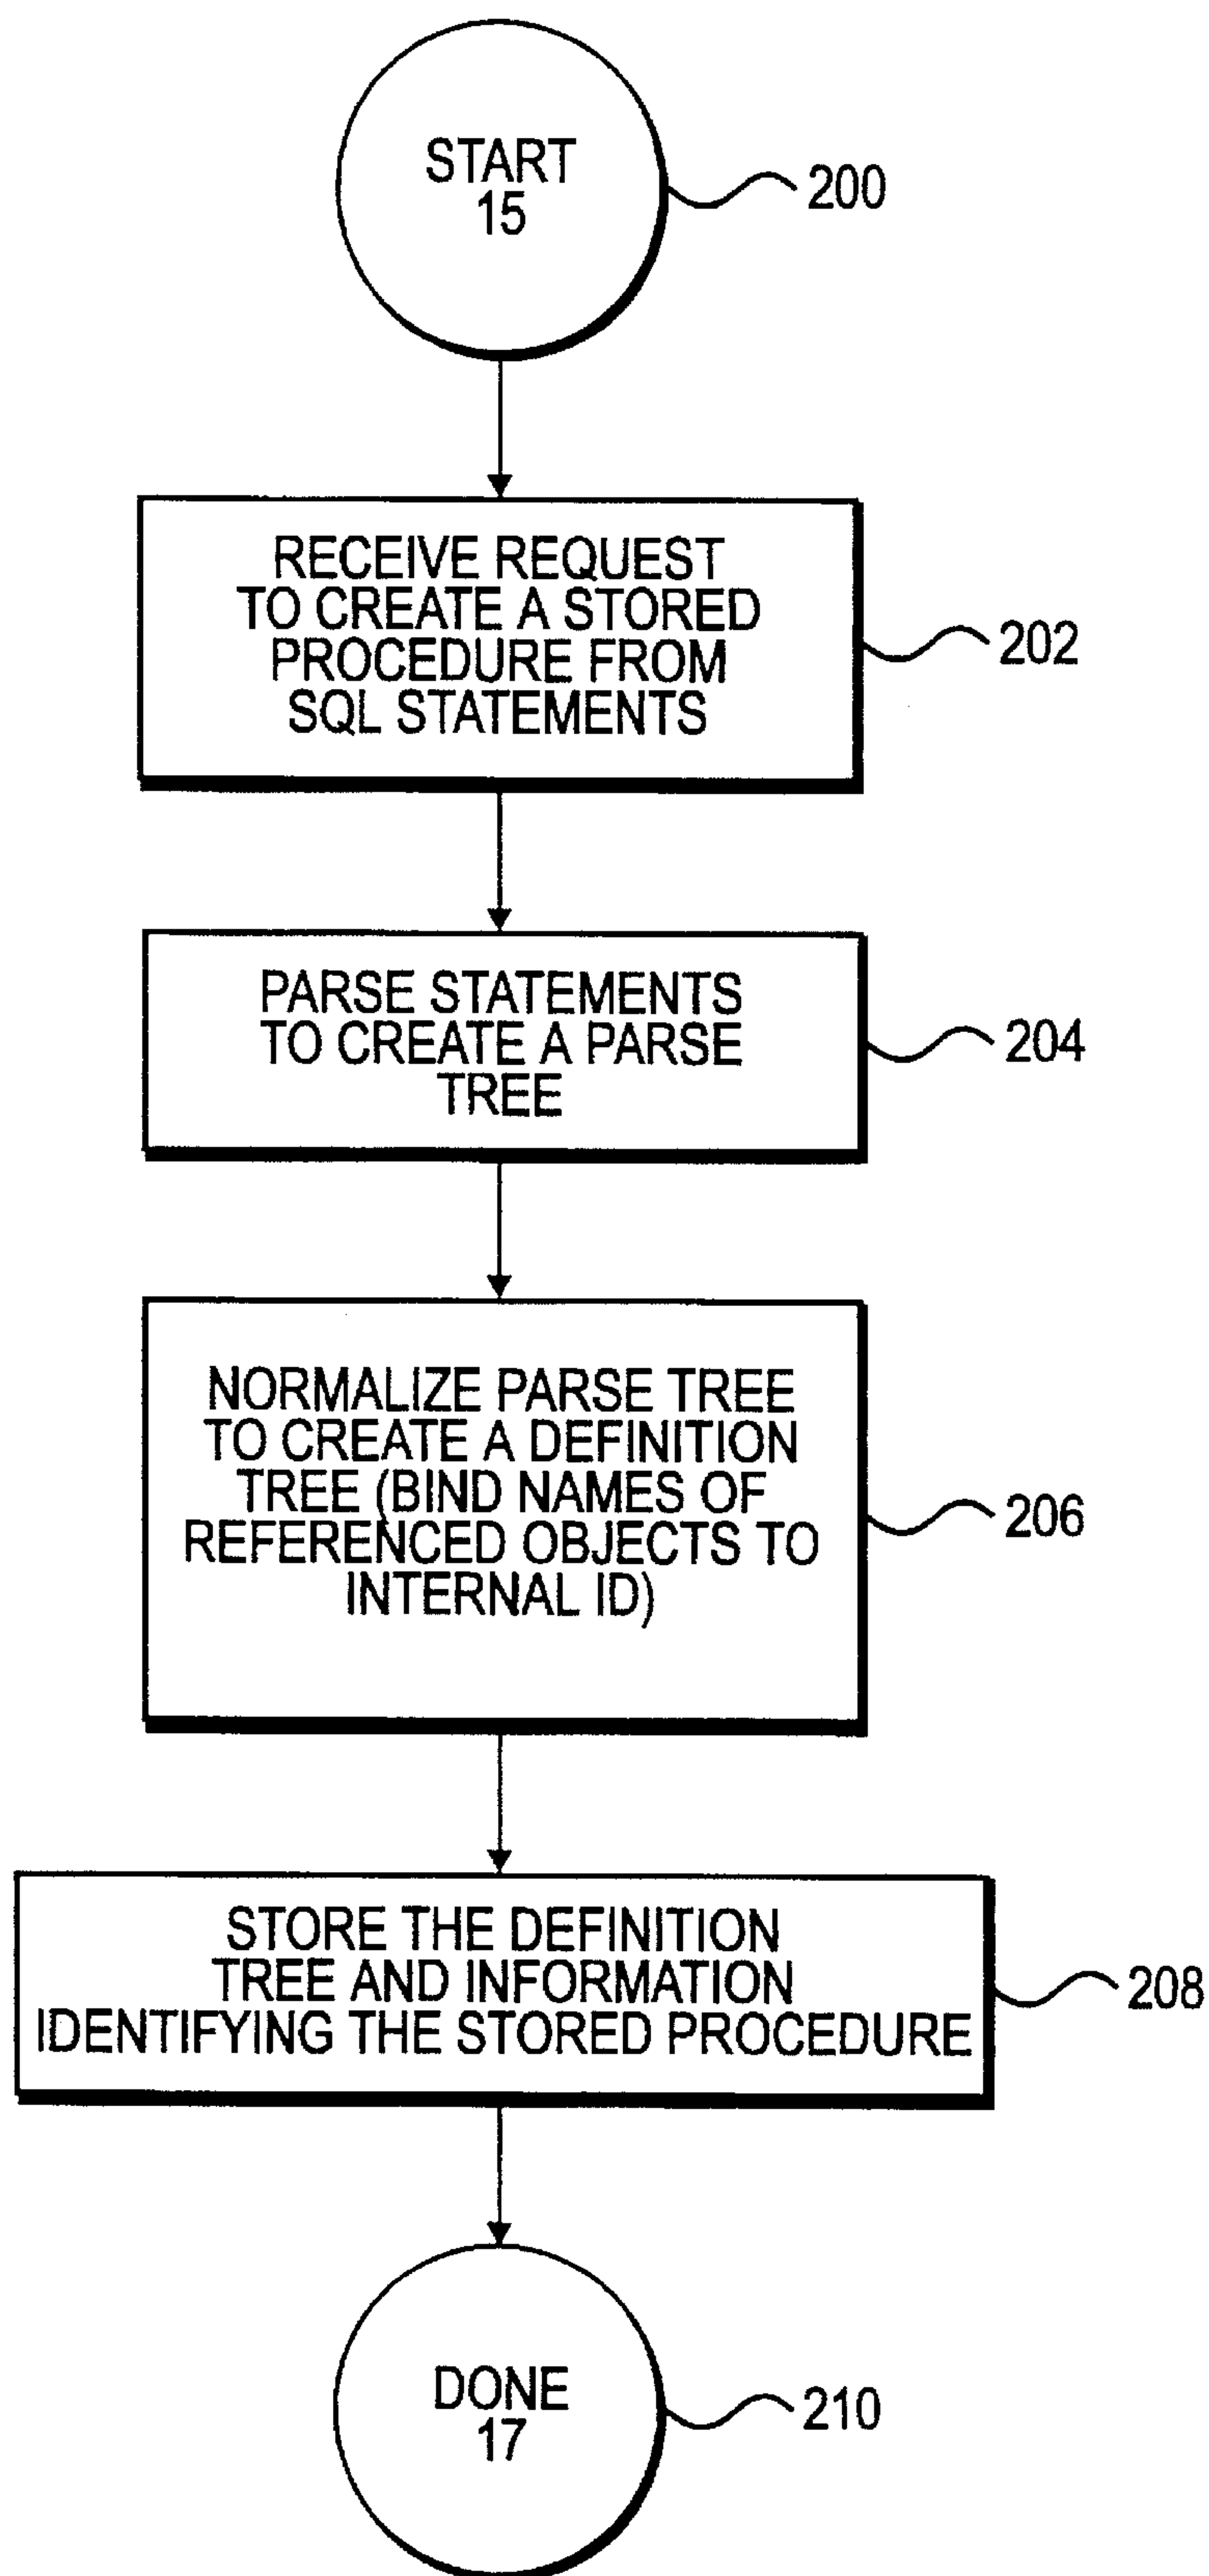 START
15
200
RECEIVE REQUEST
TO CREATE A STORED
PROCEDURE FROM
SQL STATEMENTS
202
PARSE STATEMENTS
TO CREATE A PARSE
TREE
204
NORMALIZE PARSE TREE
TO CREATE A DEFINITION
TREE (BIND NAMES OF
REFERENCED OBJECTS TO
INTERNAL ID)
206
STORE THE DEFINITION
TREE AND INFORMATION
IDENTIFYING THE STORED PROCEDURE
208
DONE
17
210